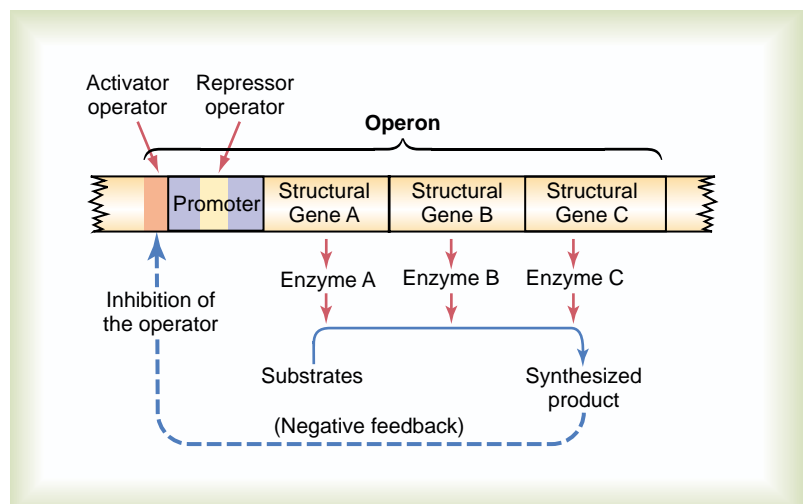 Activator
operator
Repressor
operator
Operon
Promoter
Structural
Gene A
Structural
Gene B
Structural
Gene C
Enzyme A
Enzyme B
Enzyme C
Inhibition of
the operator
Substrates
Synthesized
product
(Negative feedback)